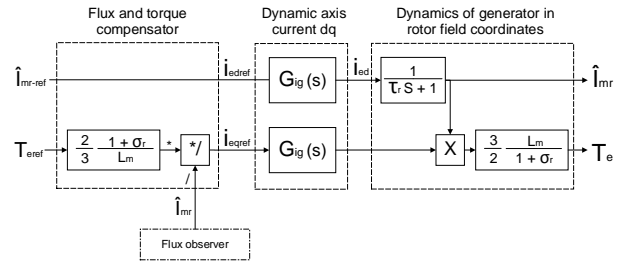 Flux and torque
compensator
Dynamic axis
current dq
Dynamics of generator in
rotor field coordinates
Îmr-ref
iedref
Gig (s)
ied
1
τr S + 1
Îmr
Teref
2
3
1 + σr
Lm
*
*/
/
ieqref
Gig (s)
X
3
2
Lm
1 + σr
Te
Îmr
Flux observer